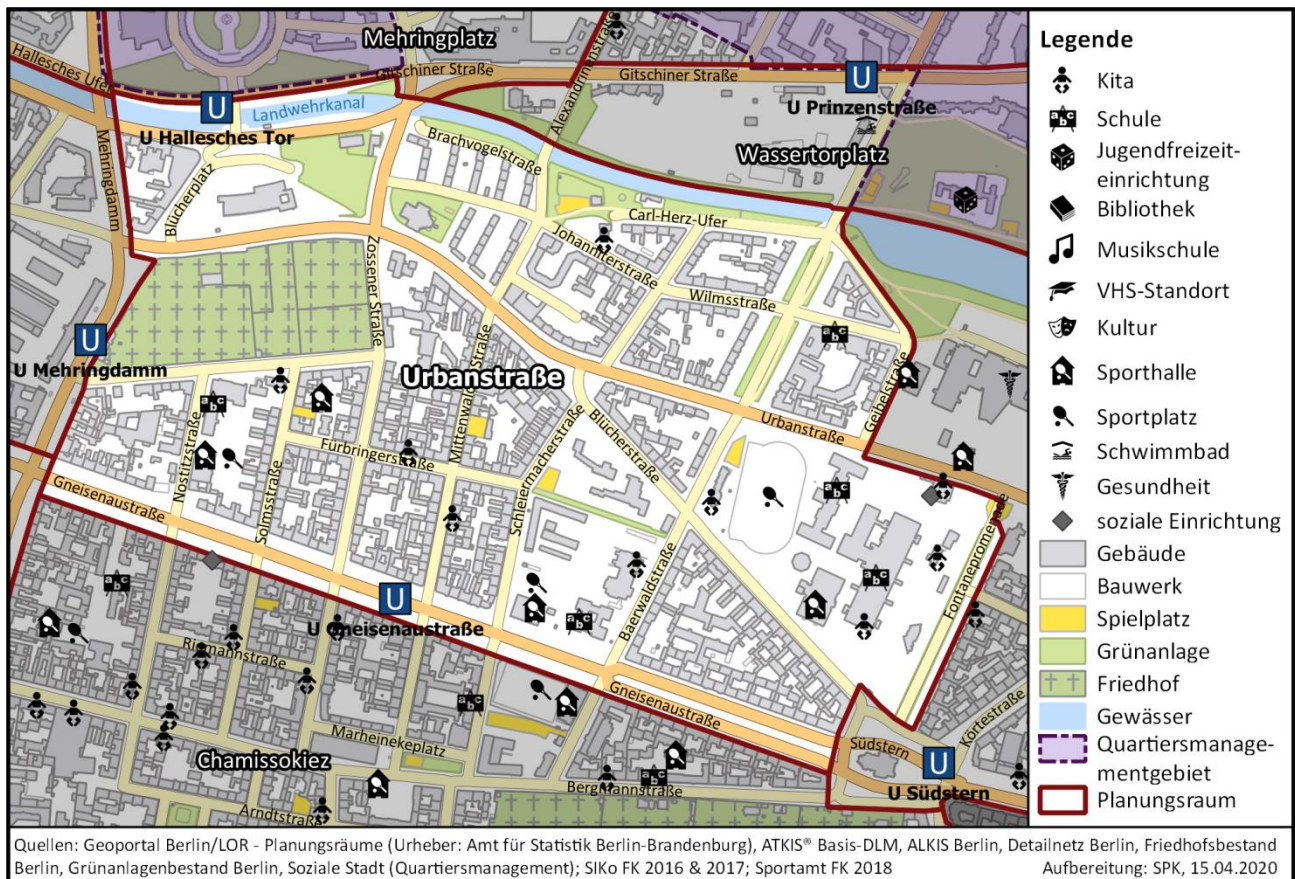 Mehringplatz
Hallesches Ufer
Gitschiner Straße
Gitschiner Straße
Alexandrinenstraße
U
U
Landwehrkanal
U Hallesches Tor
U Prinzenstraße
Mehringdamm
Brachvogelstraße
Wassertorplatz
Blücherplatz
Carl-Herz-Ufer
Johanniterstraße
Zossener Straße
Wilmsstraße
U
U Mehringdamm
Mittenwalder Straße
Urbanstraße
Geibelstraße
Urbanstraße
Blücherstraße
Nostitzstraße
Solmsstraße
Fürbringerstraße
Schleiermacherstraße
Gneisenaustraße
Baerwaldstraße
Fontanepromenade
U
U Gneisenaustraße
Riemannstraße
Gneisenaustraße
Marheinekeplatz
Chamissokiez
Südstern
Körtestraße
U
U Südstern
Bergmannstraße
Arndtstraße
Legende
Kita
abc Schule
Jugendfreizeit-
einrichtung
Bibliothek
Musikschule
VHS-Standort
Kultur
Sporthalle
Sportplatz
Schwimmbad
Gesundheit
soziale Einrichtung
Gebäude
Bauwerk
Spielplatz
Grünanlage
Friedhof
Gewässer
Quartiersmanage-
mentgebiet
Planungsraum
Quellen: Geoportal Berlin/LOR - Planungsräume (Urheber: Amt für Statistik Berlin-Brandenburg), ATKIS® Basis-DLM, ALKIS Berlin, Detailnetz Berlin, Friedhofsbestand
Berlin, Grünanlagenbestand Berlin, Soziale Stadt (Quartiersmanagement); SIKo FK 2016 & 2017; Sportamt FK 2018
Aufbereitung: SPK, 15.04.2020